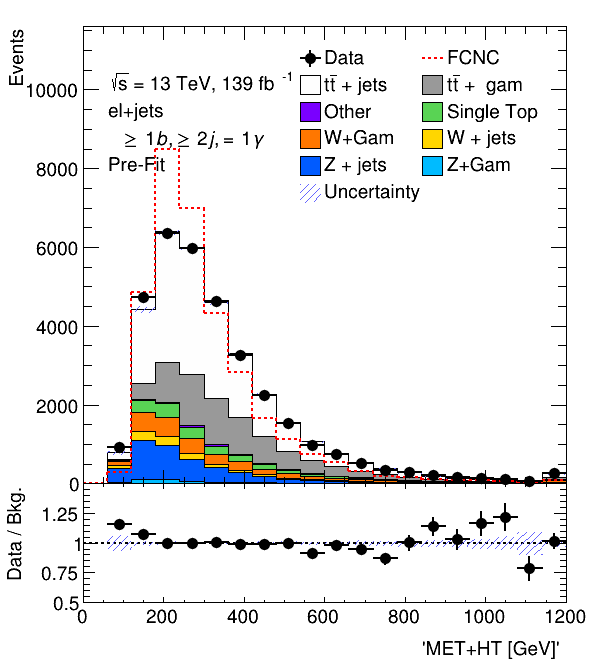 Events
10000
8000
6000
4000
2000
0
√s = 13 TeV, 139 fb -1
el+jets
≥ 1b, ≥ 2j, = 1γ
Pre-Fit
Data
FCNC
tt̄ + jets
tt̄ + gam
Other
Single Top
W+Gam
W + jets
Z + jets
Z+Gam
Uncertainty
Data / Bkg.
1.25
1
0.75
0.5
0 200 400 600 800 1000 1200
'MET+HT [GeV]'